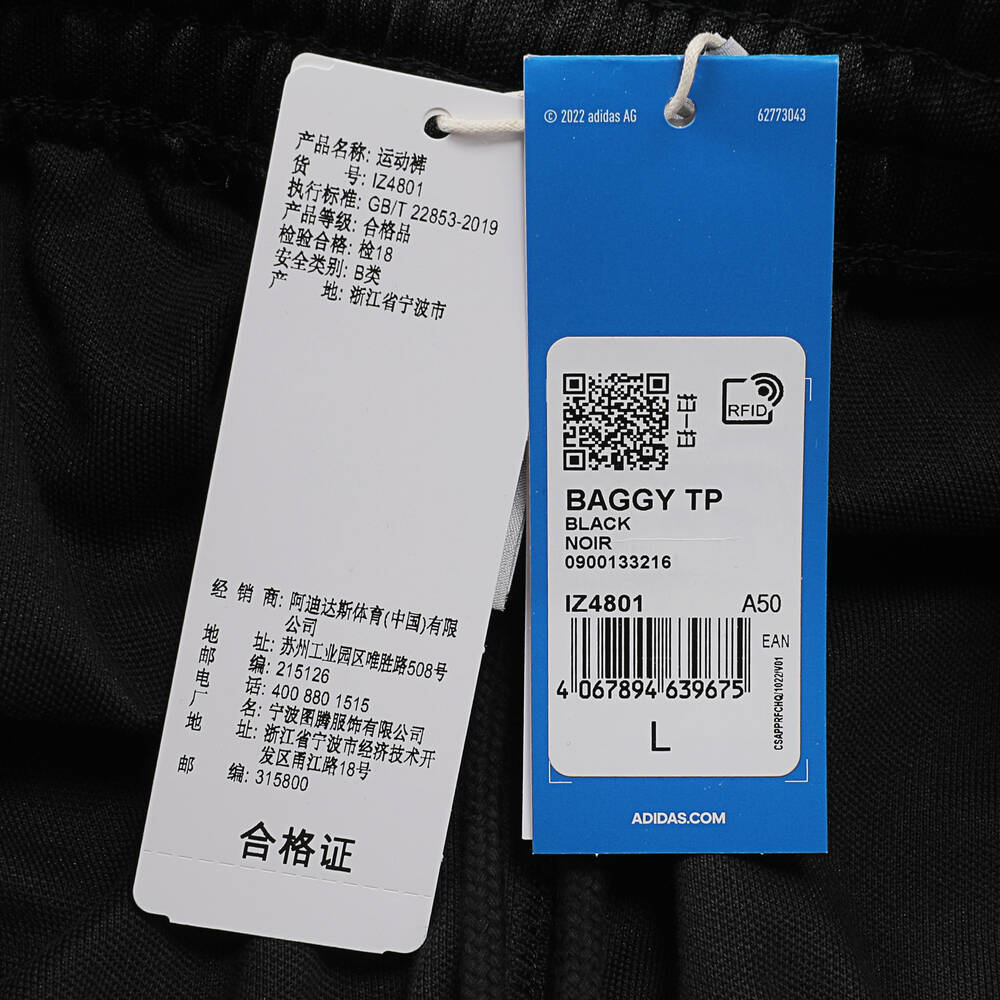 产品名称: 运动裤
货 号: IZ4801
执行标准: GB/T 22853-2019
产品等级: 合格品
检验合格: 检18
安全类别: B类
产 地: 浙江省宁波市
经 销 商: 阿迪达斯体育(中国)有限
公司
地 址: 苏州工业园区唯胜路508号
邮 编: 215126
电 话: 400 880 1515
厂 名: 宁波图腾服饰有限公司
地 址: 浙江省宁波市经济技术开
发区甬江路18号
邮 编: 315800
合格证
© 2022 adidas AG
62773043
RFID
BAGGY TP
BLACK
NOIR
0900133216
IZ4801 A50
EAN
4 067894 639675
CSAPPRFCHQ/1022/V01
L
ADIDAS.COM